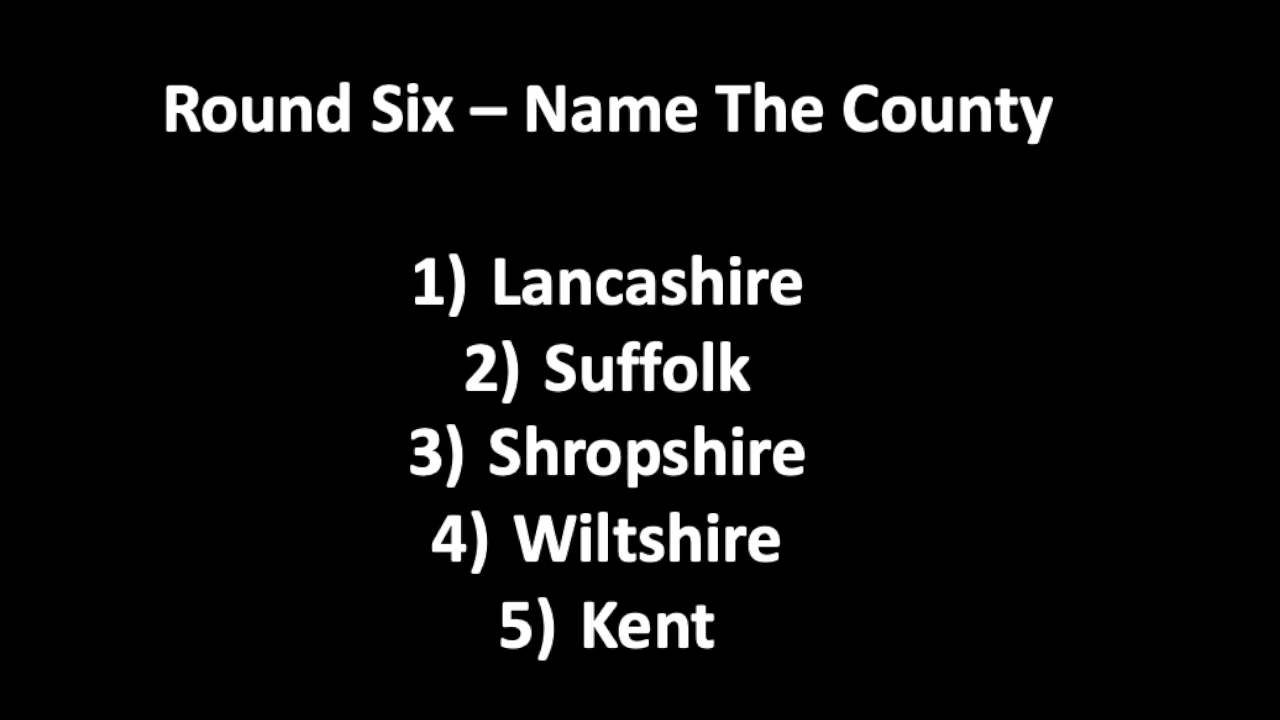 Round Six – Name The County
1) Lancashire
2) Suffolk
3) Shropshire
4) Wiltshire
5) Kent